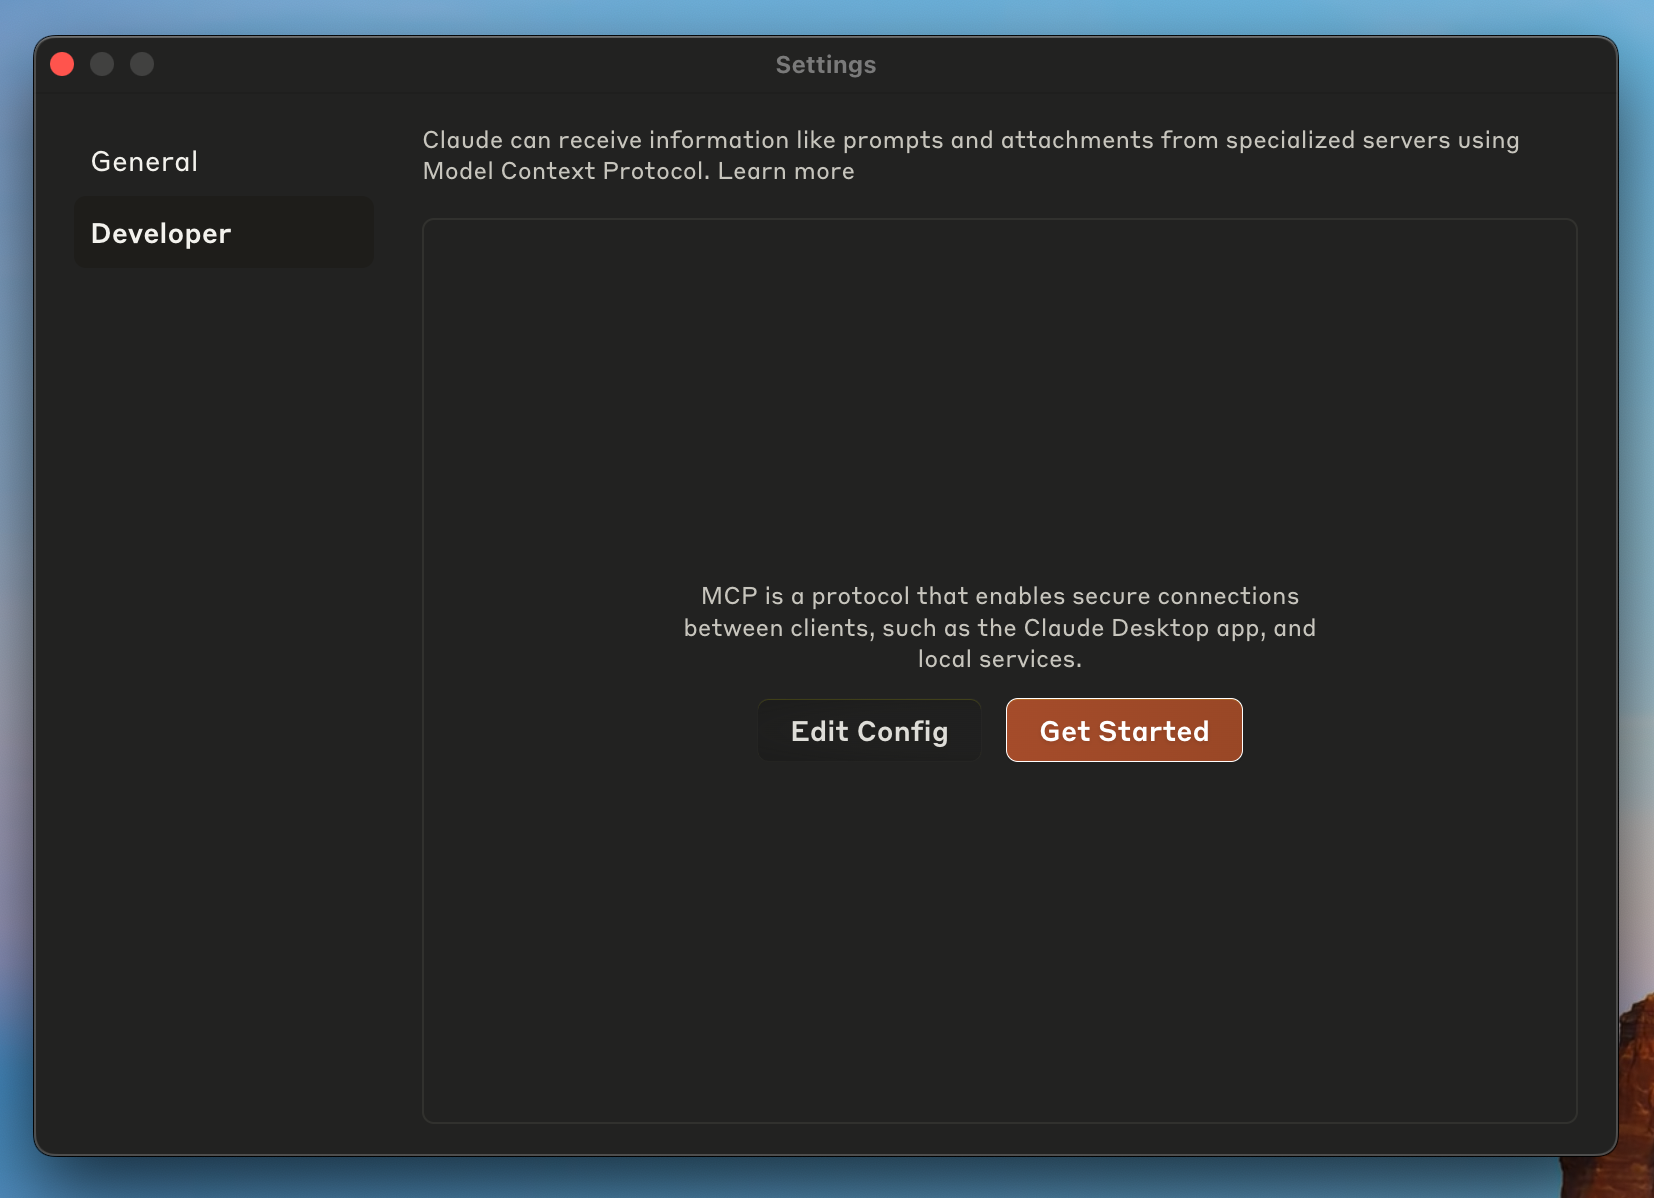 Settings
General
Developer
Claude can receive information like prompts and attachments from specialized servers using
Model Context Protocol. Learn more
MCP is a protocol that enables secure connections
between clients, such as the Claude Desktop app, and
local services.
Edit Config
Get Started